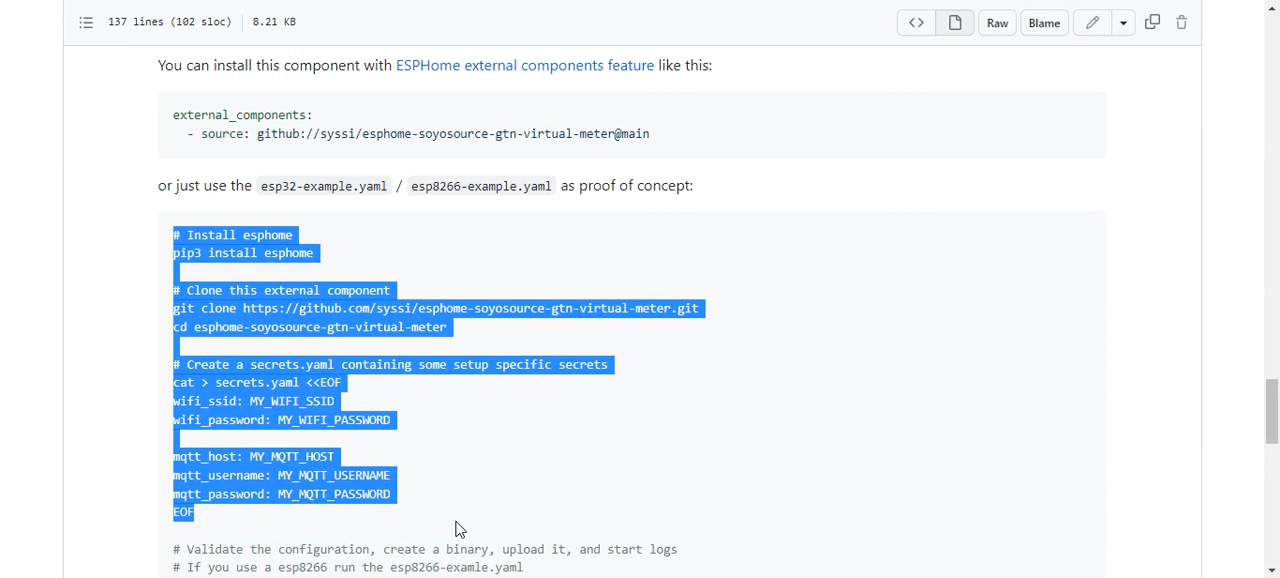 137 lines (102 sloc) 8.21 KB
Raw Blame
You can install this component with ESPHome external components feature like this:
external_components:
- source: github://syssi/esphome-soyosource-gtn-virtual-meter@main
or just use the esp32-example.yaml / esp8266-example.yaml as proof of concept:
# Install esphome
pip3 install esphome
# Clone this external component
git clone https://github.com/syssi/esphome-soyosource-gtn-virtual-meter.git
cd esphome-soyosource-gtn-virtual-meter
# Create a secrets.yaml containing some setup specific secrets
cat > secrets.yaml <<EOF
wifi_ssid: MY_WIFI_SSID
wifi_password: MY_WIFI_PASSWORD
mqtt_host: MY_MQTT_HOST
mqtt_username: MY_MQTT_USERNAME
mqtt_password: MY_MQTT_PASSWORD
EOF
# Validate the configuration, create a binary, upload it, and start logs
# If you use a esp8266 run the esp8266-examle.yaml